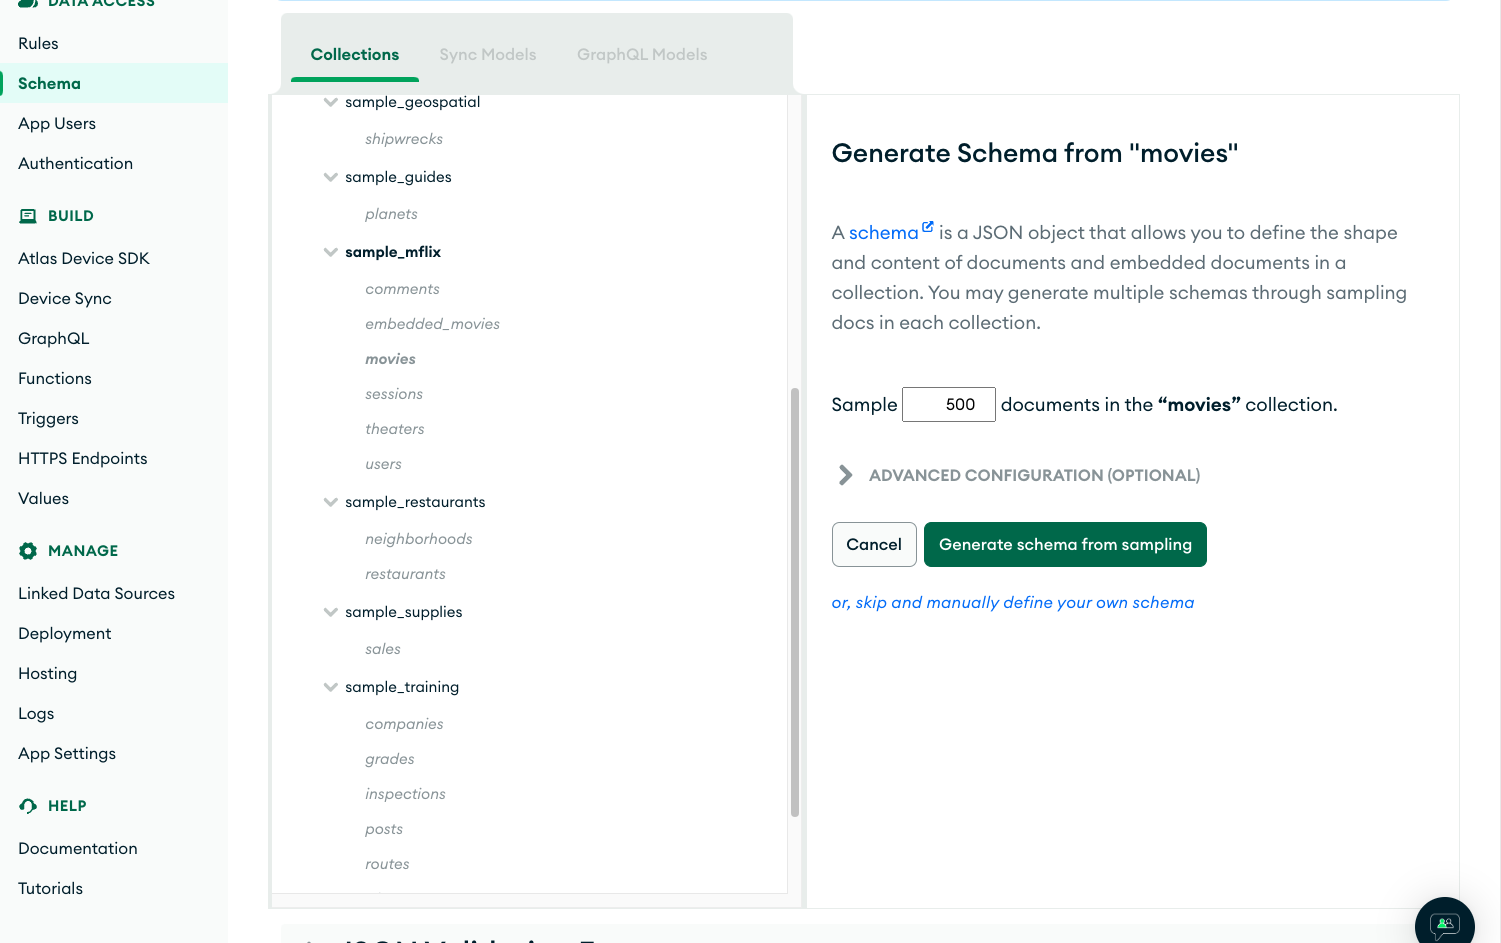 DATA ACCESS
Rules
Schema
App Users
Authentication
BUILD
Atlas Device SDK
Device Sync
GraphQL
Functions
Triggers
HTTPS Endpoints
Values
MANAGE
Linked Data Sources
Deployment
Hosting
Logs
App Settings
HELP
Documentation
Tutorials
Collections Sync Models GraphQL Models
sample_geospatial
shipwrecks
sample_guides
planets
sample_mflix
comments
embedded_movies
movies
sessions
theaters
users
sample_restaurants
neighborhoods
restaurants
sample_supplies
sales
sample_training
companies
grades
inspections
posts
routes
Generate Schema from "movies"
A schema is a JSON object that allows you to define the shape
and content of documents and embedded documents in a
collection. You may generate multiple schemas through sampling
docs in each collection.
Sample 500 documents in the “movies” collection.
ADVANCED CONFIGURATION (OPTIONAL)
Cancel Generate schema from sampling
or, skip and manually define your own schema